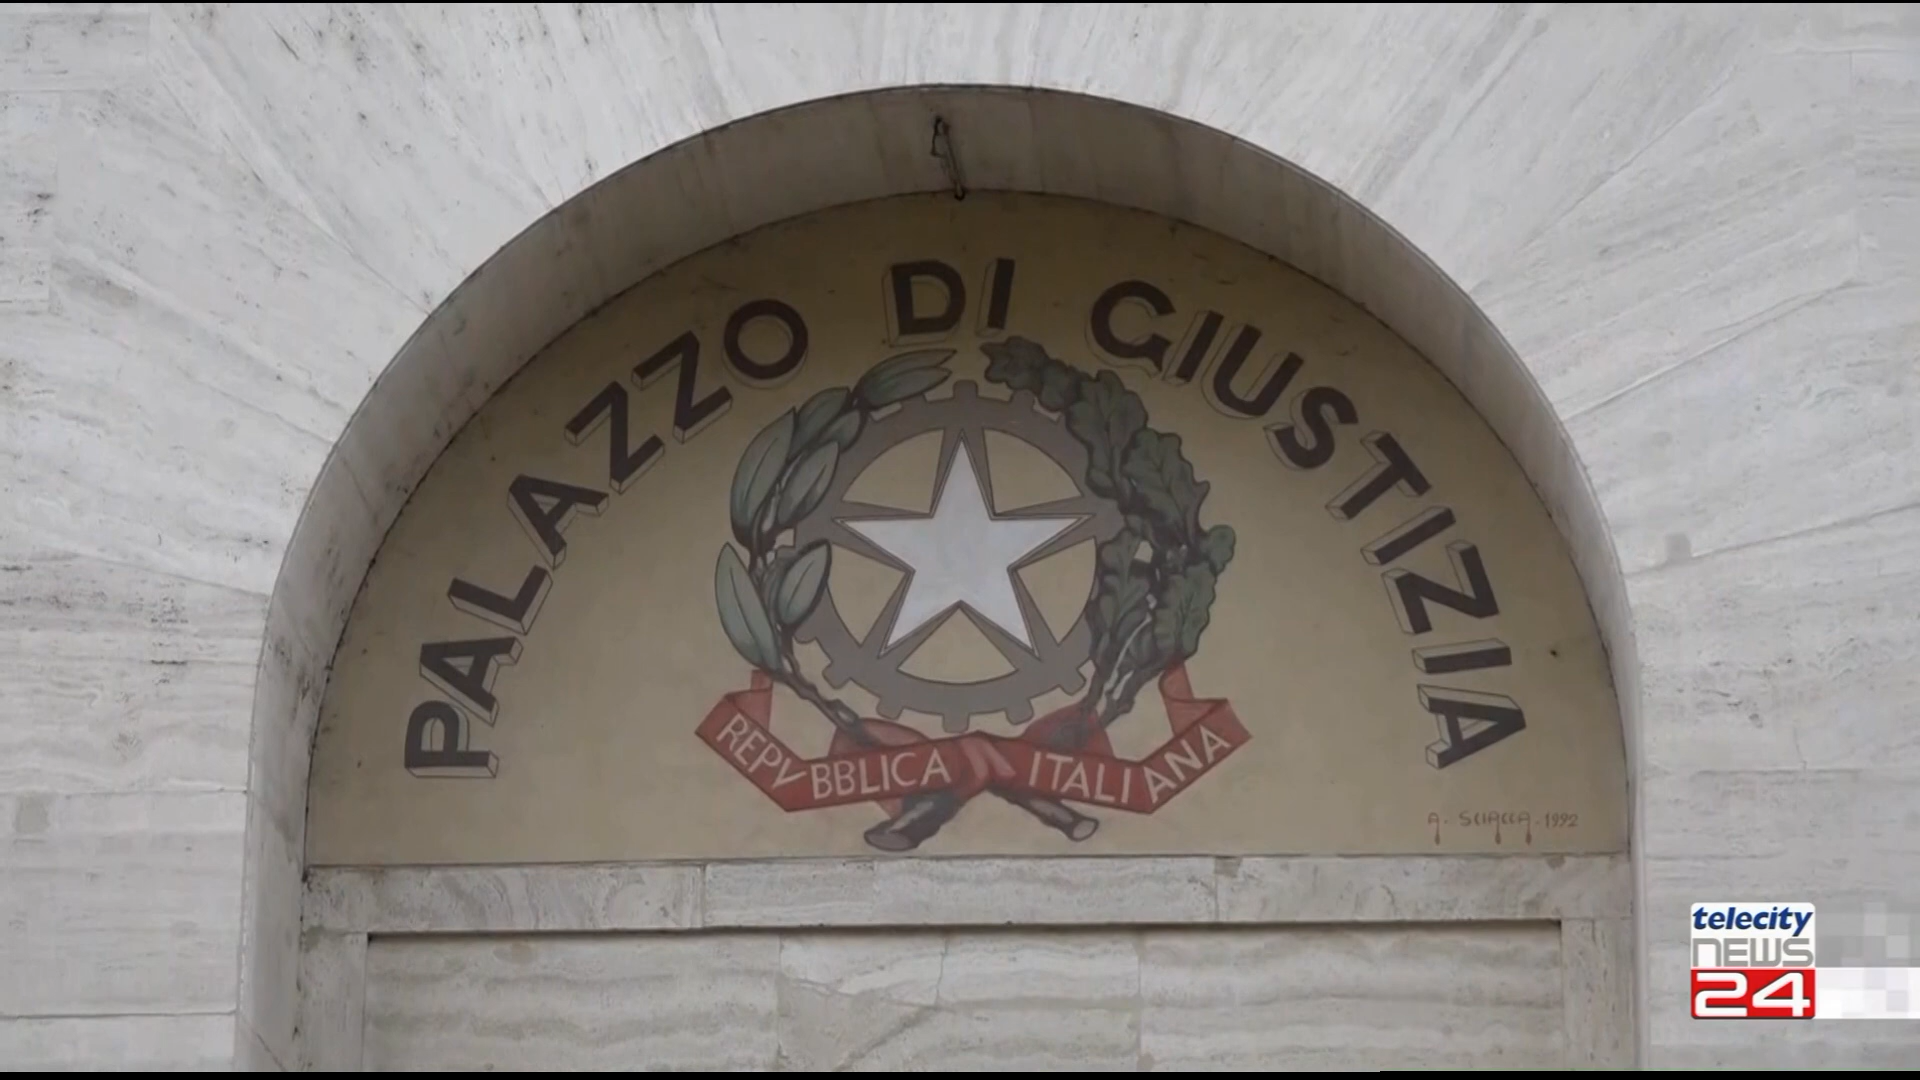 PALAZZO DI GIUSTIZIA
REPVBBLICA ITALIANA
A. SCIACCA - 1992
telecity
NEWS
24